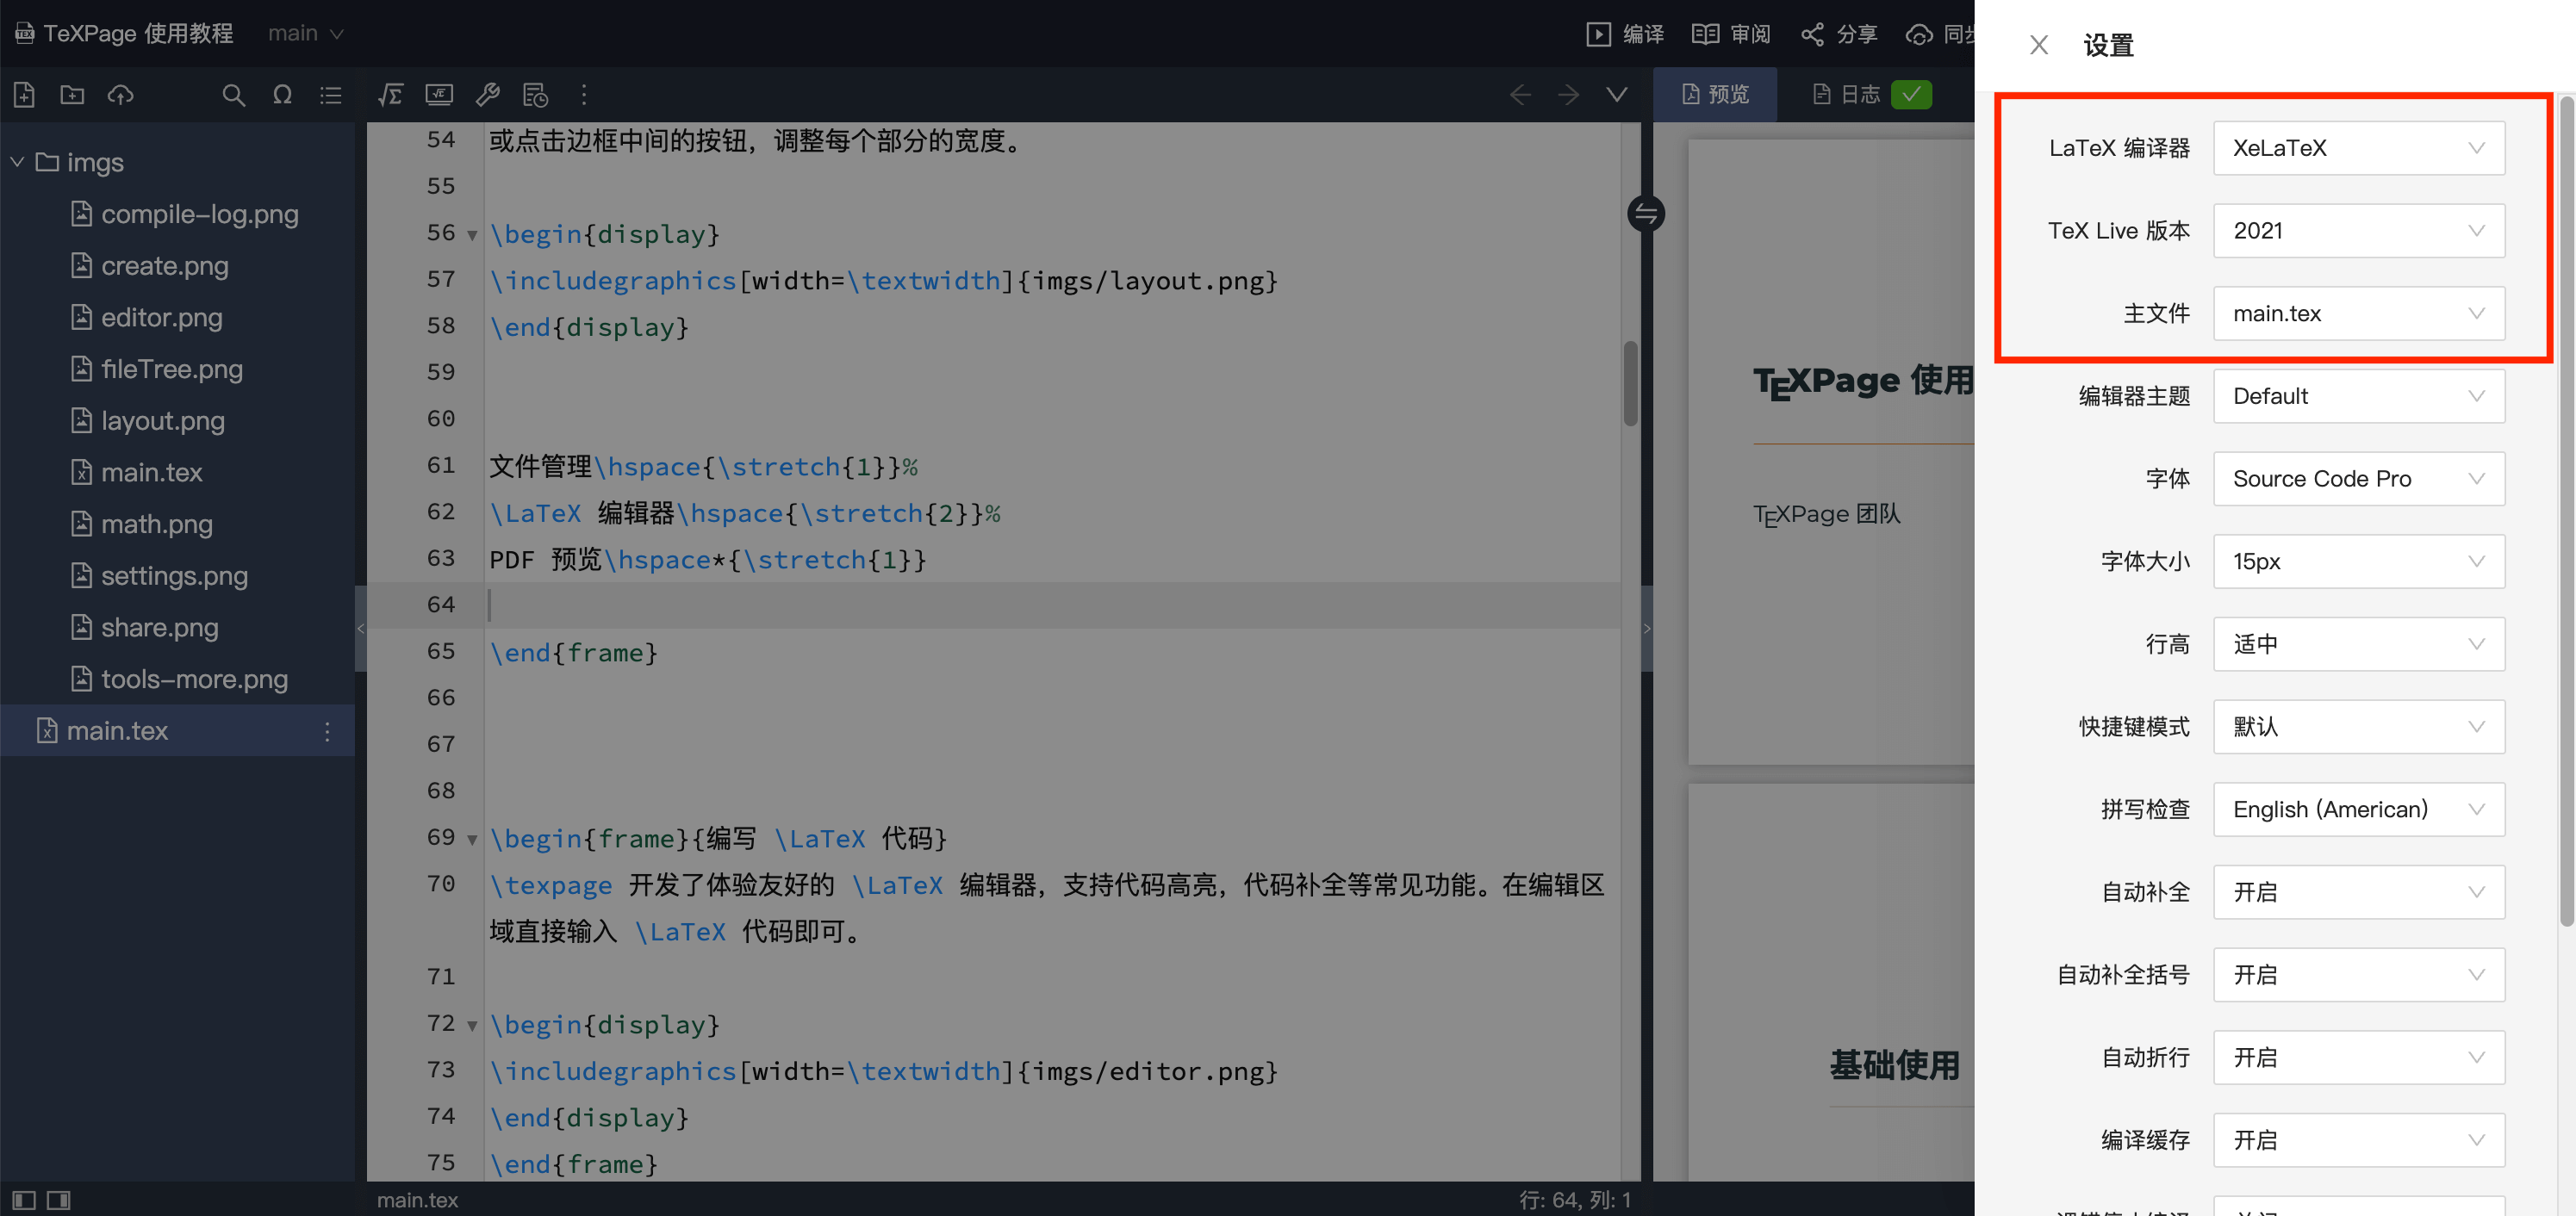 TeXPage 使用教程 main
编译 审阅 分享 同步
预览 日志
imgs
compile-log.png
create.png
editor.png
fileTree.png
layout.png
main.tex
math.png
settings.png
share.png
tools-more.png
main.tex
54 或点击边框中间的按钮，调整每个部分的宽度。
55
56 \begin{display}
57 \includegraphics[width=\textwidth]{imgs/layout.png}
58 \end{display}
59
60
61 文件管理\hspace{\stretch{1}}%
62 \LaTeX 编辑器\hspace{\stretch{2}}%
63 PDF 预览\hspace*{\stretch{1}}
64
65 \end{frame}
66
67
68
69 \begin{frame}{编写 \LaTeX 代码}
70 \texpage 开发了体验友好的 \LaTeX 编辑器，支持代码高亮，代码补全等常见功能。在编辑区
域直接输入 \LaTeX 代码即可。
71
72 \begin{display}
73 \includegraphics[width=\textwidth]{imgs/editor.png}
74 \end{display}
75 \end{frame}
main.tex
行: 64, 列: 1
TEXPage 使用
TEXPage 团队
基础使用
设置
LaTeX 编译器 XeLaTeX
TeX Live 版本 2021
主文件 main.tex
编辑器主题 Default
字体 Source Code Pro
字体大小 15px
行高 适中
快捷键模式 默认
拼写检查 English (American)
自动补全 开启
自动补全括号 开启
自动折行 开启
编译缓存 开启